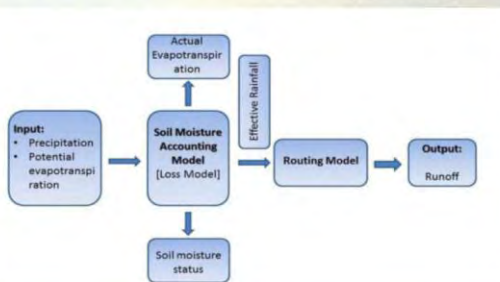 Actual
Evapotranspir
ation
Effective Rainfall
Input:
• Precipitation
• Potential
evapotranspi
ration
Soil Moisture
Accounting
Model
[Loss Model]
Routing Model
Output:
Runoff
Soil moisture
status